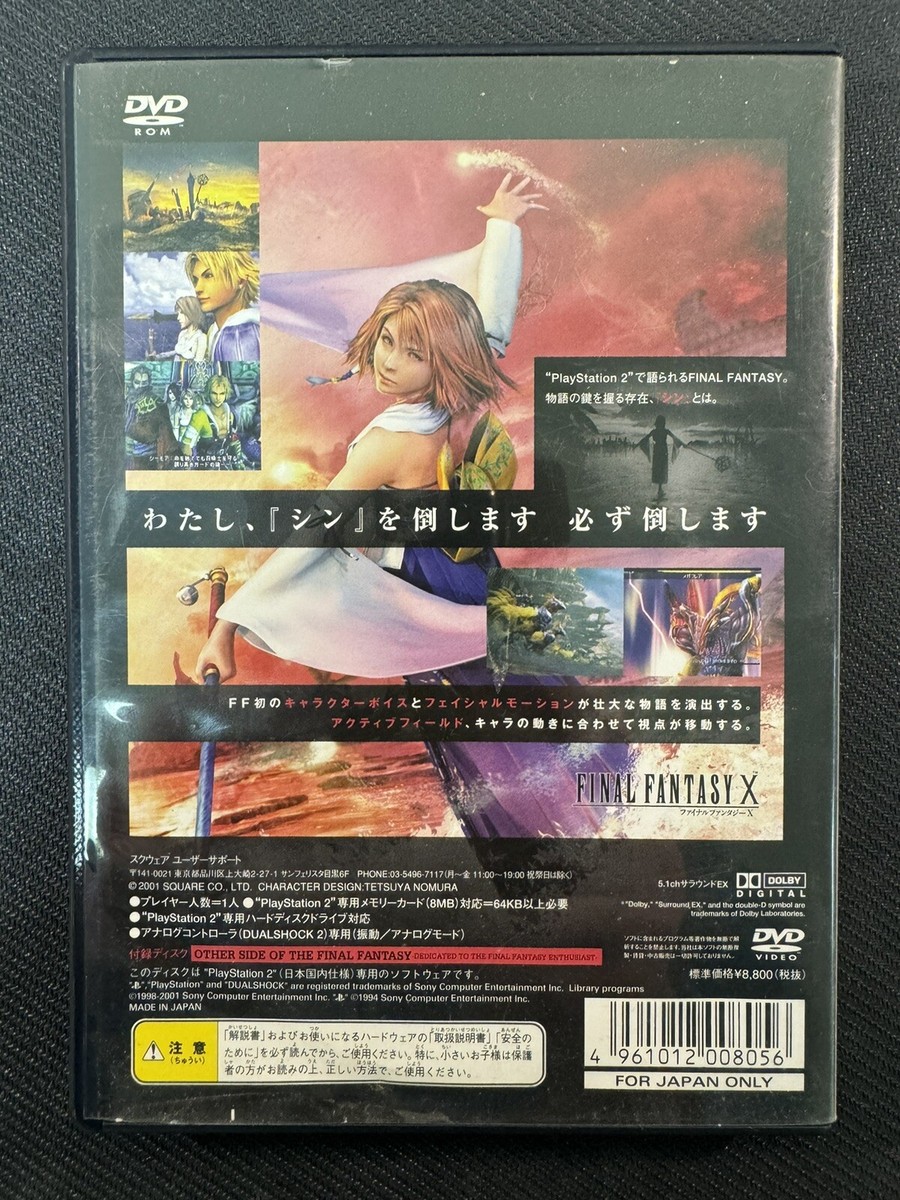 DVD
ROM
"PlayStation 2"で語られるFINAL FANTASY。
物語の鍵を握る存在、「シン」とは。
わたし、『シン』を倒します　必ず倒します
メガフレア
FF初のキャラクターボイスとフェイシャルモーションが壮大な物語を演出する。
アクティブフィールド、キャラの動きに合わせて視点が移動する。
FINAL FANTASY X
ファイナルファンタジーX
スクウェア ユーザーサポート
〒141-0021 東京都品川区上大崎2-27-1 サンフェリスタ目黒6F PHONE:03-5496-7117(月〜金 11:00〜19:00 祝祭日は除く)
© 2001 SQUARE CO., LTD. CHARACTER DESIGN:TETSUYA NOMURA
●プレイヤー人数=1人 ●"PlayStation 2"専用メモリーカード(8MB)対応=64KB以上必要
●"PlayStation 2"専用ハードディスクドライブ対応
●アナログコントローラ(DUALSHOCK 2)専用(振動/アナログモード)
5.1chサラウンドEX DOLBY
DIGITAL
"Dolby," "Surround EX," and the double-D symbol are
trademarks of Dolby Laboratories.
付録ディスク OTHER SIDE OF THE FINAL FANTASY -DEDICATED TO THE FINAL FANTASY ENTHUSIAST-
このディスクは "PlayStation 2" (日本国内仕様) 専用のソフトウェアです。
"PlayStation" and "DUALSHOCK" are registered trademarks of Sony Computer Entertainment Inc. Library programs
©1998-2001 Sony Computer Entertainment Inc. ©1994 Sony Computer Entertainment Inc.
MADE IN JAPAN
DVD
VIDEO
標準価格¥8,800(税抜)
注意
(ちゅうい)
「解説書」およびお使いになるハードウェアの「取扱説明書」「安全の
ために」を必ず読んでから、ご使用ください。特に、小さいお子様は保護
者の方がお読みの上、正しい方法で、ご使用ください。
4 961012 008056
FOR JAPAN ONLY